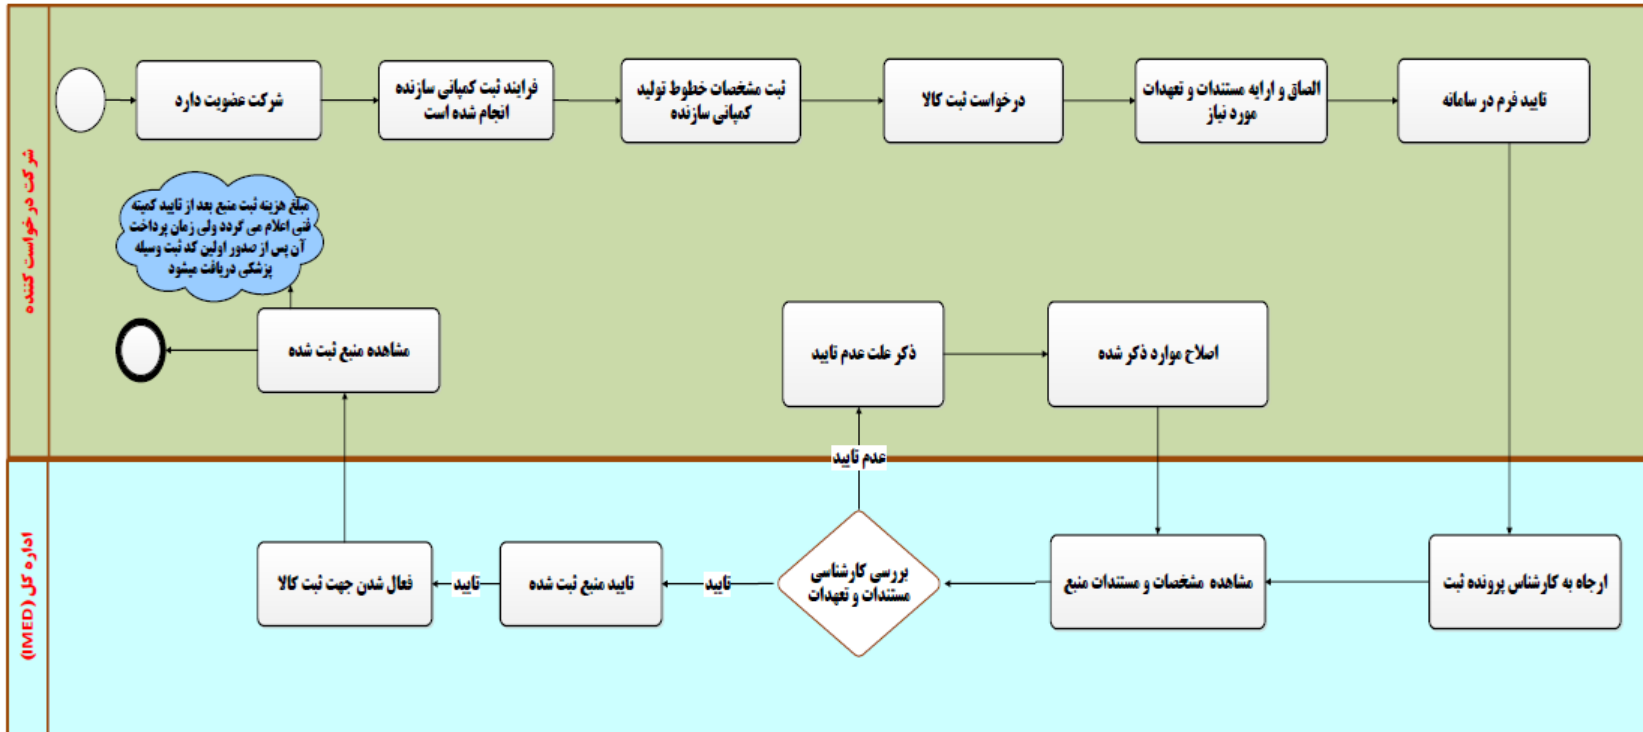 شرکت درخواست کننده
شرکت عضویت دارد
فرایند ثبت کمپانی سازنده
انجام شده است
ثبت مشخصات خطوط تولید
کمپانی سازنده
درخواست ثبت کالا
الصاق و ارایه مستندات و تعهدات
مورد نیاز
تایید فرم در سامانه
مبلغ هزینه ثبت منبع بعد از تایید کمیته
فنی اعلام می گردد ولی زمان پرداخت
آن پس از صدور اولین کد ثبت وسیله
پزشکی دریافت میشود
مشاهده منبع ثبت شده
ذکر علت عدم تایید
اصلاح موارد ذکر شده
عدم تایید
اداره کل (IMED)
ارجاه به کارشناس پرونده ثبت
مشاهده مشخصات و مستندات منبع
بررسی کارشناسی
مستندات و تعهدات
تایید
تایید منبع ثبت شده
تایید
فعال شدن جهت ثبت کالا